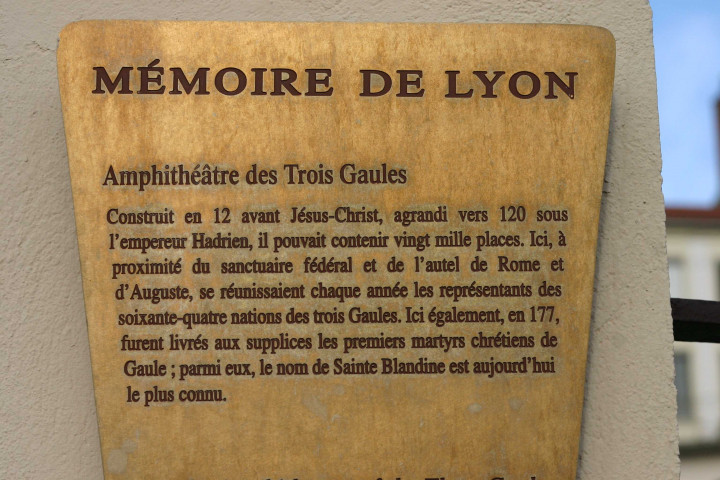 MÉMOIRE DE LYON
Amphithéâtre des Trois Gaules
Construit en 12 avant Jésus-Christ, agrandi vers 120 sous
l'empereur Hadrien, il pouvait contenir vingt mille places. Ici, à
proximité du sanctuaire fédéral et de l'autel de Rome et
d'Auguste, se réunissaient chaque année les représentants des
soixante-quatre nations des trois Gaules. Ici également, en 177,
furent livrés aux supplices les premiers martyrs chrétiens de
Gaule ; parmi eux, le nom de Sainte Blandine est aujourd'hui
le plus connu.